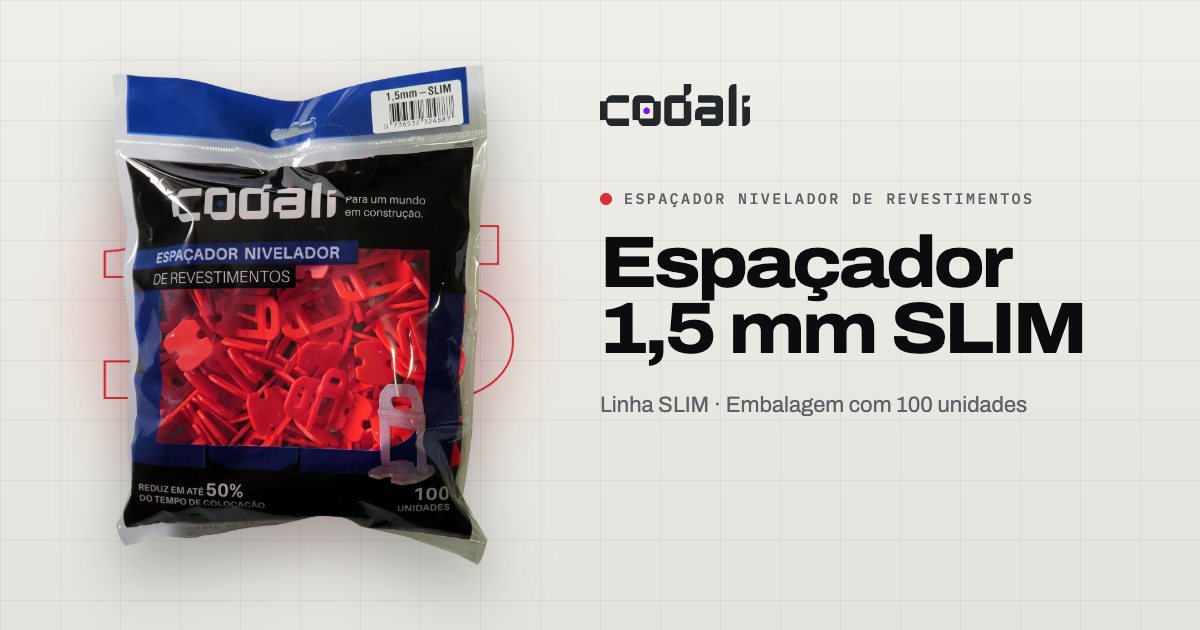 1,5mm – SLIM
codali
Para um mundo
em construção.
ESPAÇADOR NIVELADOR
DE REVESTIMENTOS
REDUZ EM ATÉ 50%
DO TEMPO DE COLOCAÇÃO
100
UNIDADES
codali
ESPAÇADOR NIVELADOR DE REVESTIMENTOS
Espaçador
1,5 mm SLIM
Linha SLIM · Embalagem com 100 unidades